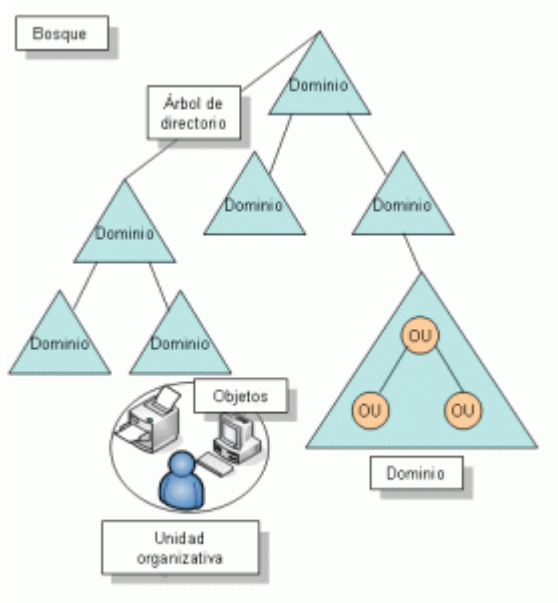 Bosque
Dominio
Árbol de
directorio
Dominio
Dominio
Dominio
Dominio
Dominio
OU
OU
OU
Objetos
Dominio
Unidad
organizativa